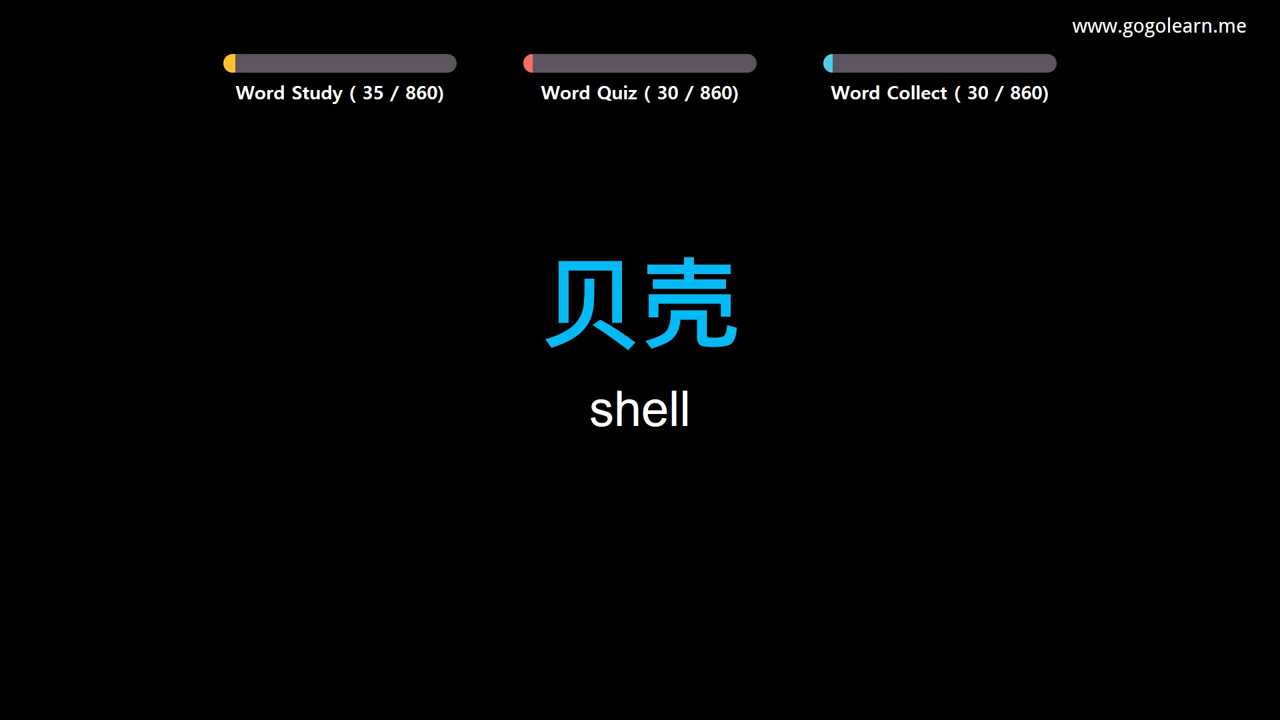 www.gogolearn.me
Word Study ( 35 / 860)
Word Quiz ( 30 / 860)
Word Collect ( 30 / 860)
贝壳
shell